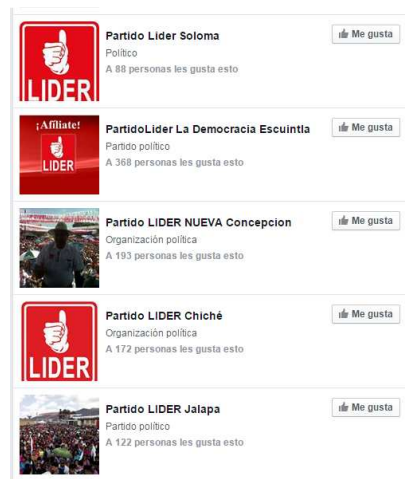 Partido Lider Soloma
Me gusta
Político
A 88 personas les gusta esto
LIDER
¡Afíliate!
PartidoLider La Democracia Escuintla
Me gusta
Partido político
LIDER
A 368 personas les gusta esto
Partido LIDER NUEVA Concepcion
Me gusta
Organización política
A 193 personas les gusta esto
Partido LIDER Chiché
Me gusta
Organización política
A 172 personas les gusta esto
LIDER
Partido LIDER Jalapa
Me gusta
Partido político
A 122 personas les gusta esto